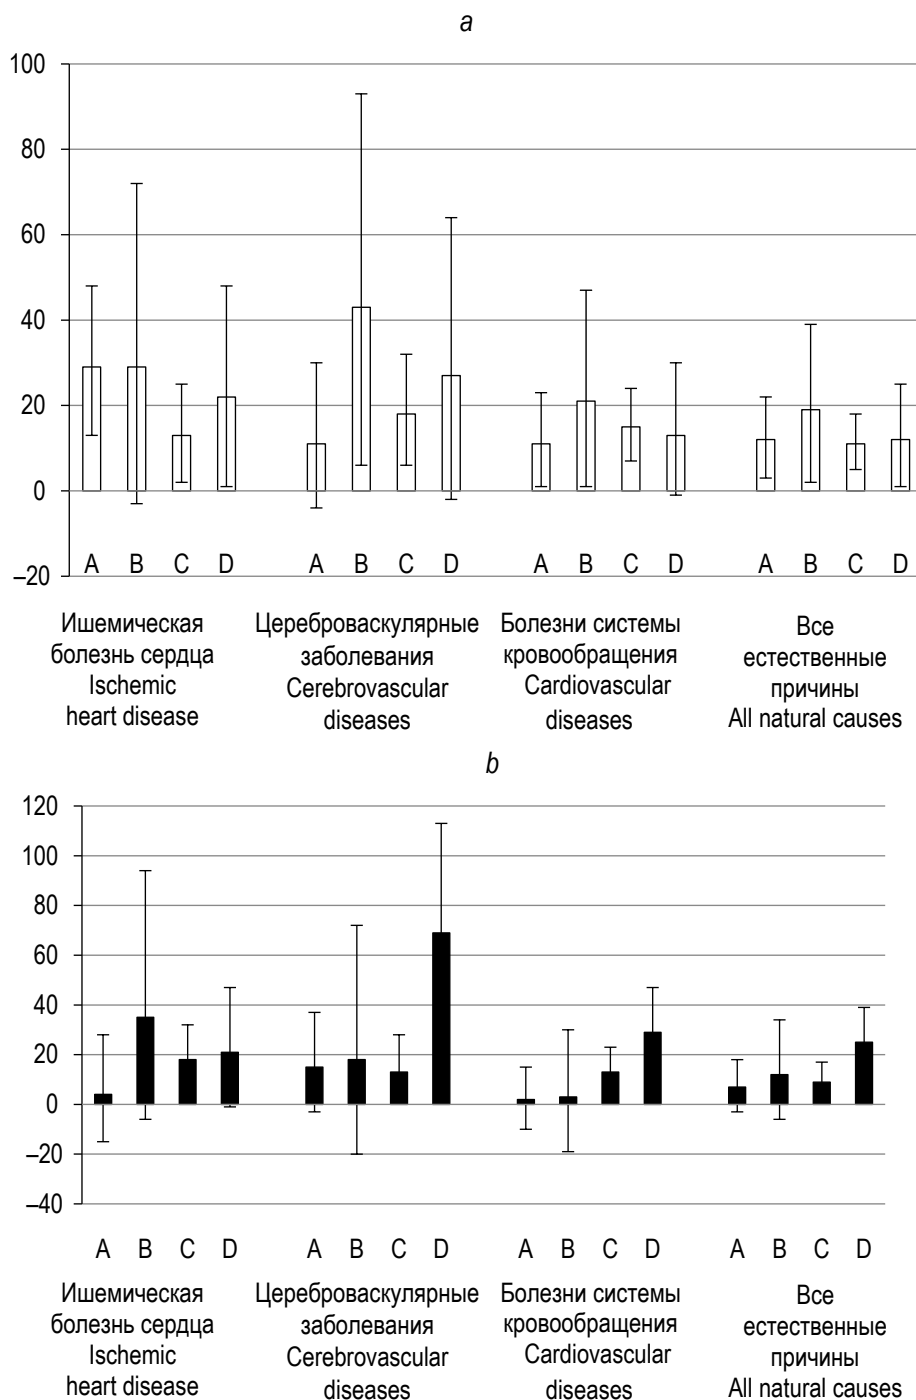 a
100
80
60
40
20
0
–20
A B C D A B C D A B C D A B C D
Ишемическая
болезнь сердца
Ischemic
heart disease
Цереброваскулярные
заболевания
Cerebrovascular
diseases
Болезни системы
кровообращения
Cardiovascular
diseases
Все
естественные
причины
All natural causes
b
120
100
80
60
40
20
0
–20
–40
A B C D A B C D A B C D A B C D
Ишемическая
болезнь сердца
Ischemic
heart disease
Цереброваскулярные
заболевания
Cerebrovascular
diseases
Болезни системы
кровообращения
Cardiovascular
diseases
Все
естественные
причины
All natural causes